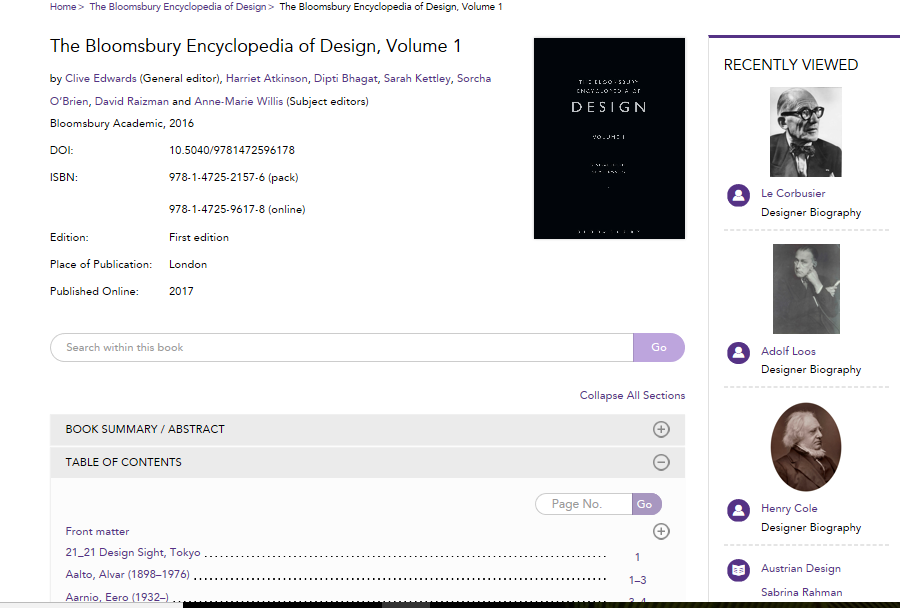 Home > The Bloomsbury Encyclopedia of Design > The Bloomsbury Encyclopedia of Design, Volume 1
The Bloomsbury Encyclopedia of Design, Volume 1
by Clive Edwards (General editor), Harriet Atkinson, Dipti Bhagat, Sarah Kettley, Sorcha
O’Brien, David Raizman and Anne-Marie Willis (Subject editors)
Bloomsbury Academic, 2016
DOI: 10.5040/9781472596178
ISBN: 978-1-4725-2157-6 (pack)
978-1-4725-9617-8 (online)
Edition: First edition
Place of Publication: London
Published Online: 2017
THE BLOOMSBURY
ENCYCLOPEDIA OF
DESIGN
VOLUME 1
Search within this book Go
Collapse All Sections
BOOK SUMMARY / ABSTRACT
TABLE OF CONTENTS
Page No. Go
Front matter
21_21 Design Sight, Tokyo 1
Aalto, Alvar (1898–1976) 1–3
Aarnio, Eero (1932–) 3–4
RECENTLY VIEWED
Le Corbusier
Designer Biography
Adolf Loos
Designer Biography
Henry Cole
Designer Biography
Austrian Design
Sabrina Rahman